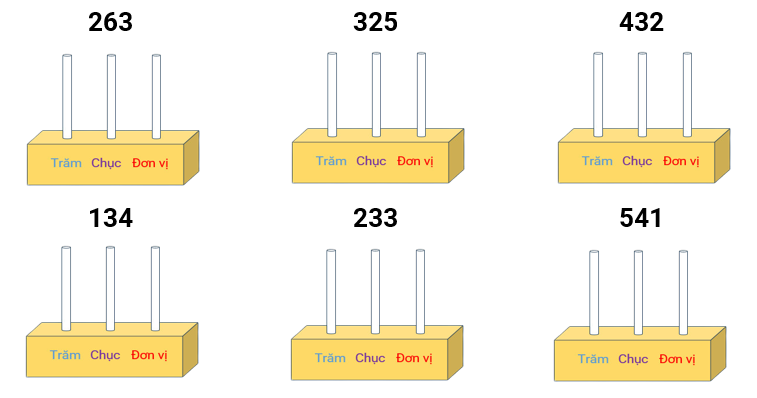 263 325 432
Trăm Chục Đơn vị Trăm Chục Đơn vị Trăm Chục Đơn vị
134 233 541
Trăm Chục Đơn vị Trăm Chục Đơn vị Trăm Chục Đơn vị